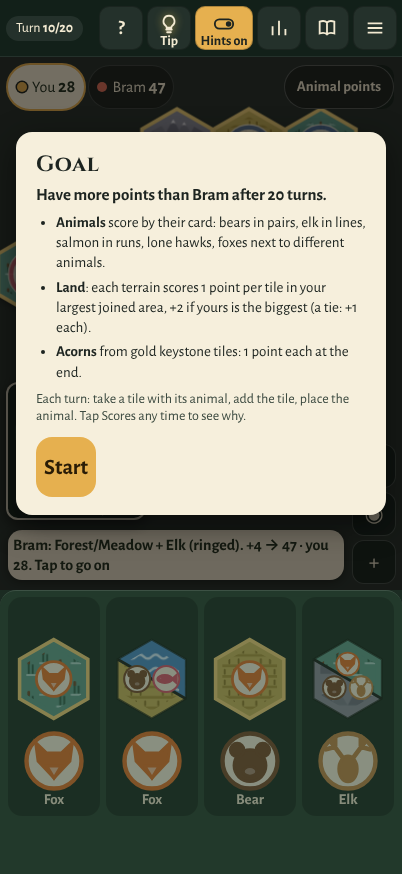 Turn 10/20
?
Tip
Hints on
You 28
Bram 47
Animal points
Goal
Have more points than Bram after 20 turns.
• Animals score by their card: bears in pairs, elk in lines,
salmon in runs, lone hawks, foxes next to different
animals.
• Land: each terrain scores 1 point per tile in your
largest joined area, +2 if yours is the biggest (a tie: +1
each).
• Acorns from gold keystone tiles: 1 point each at the
end.
Each turn: take a tile with its animal, add the tile, place the
animal. Tap Scores any time to see why.
Start
Bram: Forest/Meadow + Elk (ringed). +4 → 47 · you
28. Tap to go on
+
Fox
Fox
Bear
Elk